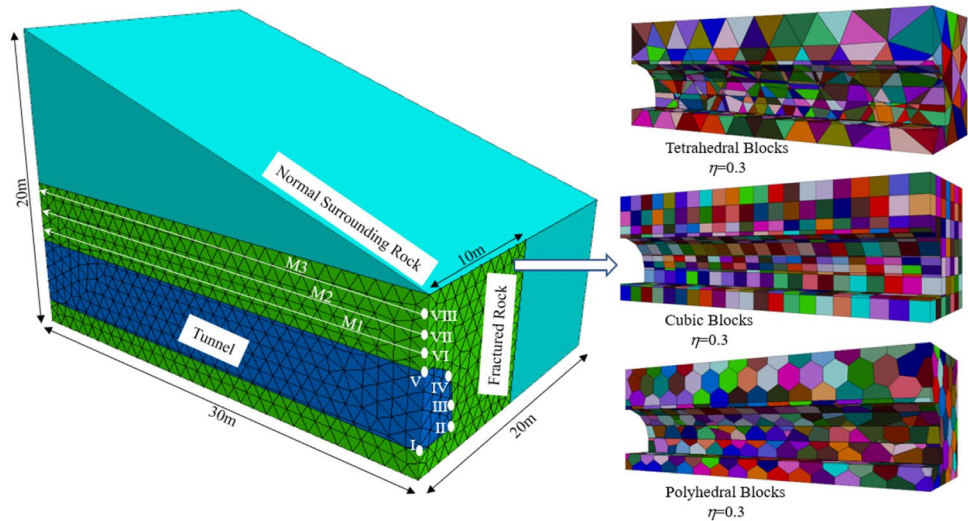 20m
Normal Surrounding Rock
10m
M3
M2
M1
Tunnel
Fractured Rock
VIII
VII
VI
V
IV
III
II
I
30m
20m
Tetrahedral Blocks
η=0.3
Cubic Blocks
η=0.3
Polyhedral Blocks
η=0.3